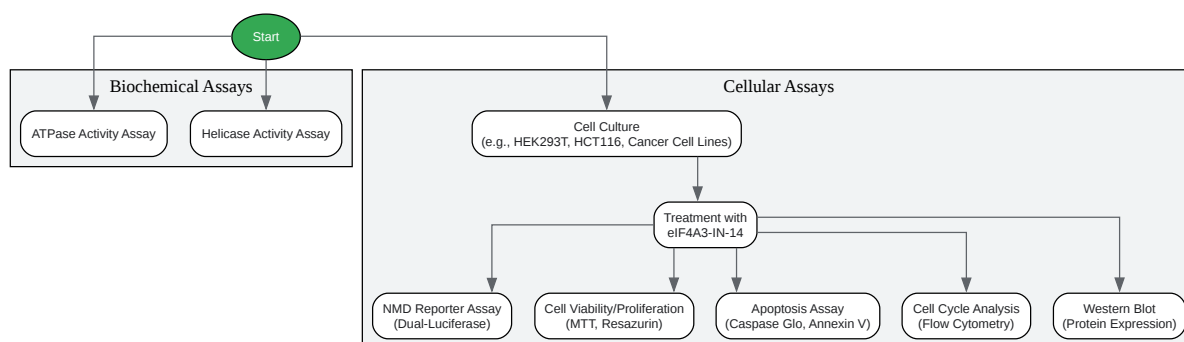 Start
Biochemical Assays
Cellular Assays
ATPase Activity Assay
Helicase Activity Assay
Cell Culture
(e.g., HEK293T, HCT116, Cancer Cell Lines)
Treatment with
eIF4A3-IN-14
NMD Reporter Assay
(Dual-Luciferase)
Cell Viability/Proliferation
(MTT, Resazurin)
Apoptosis Assay
(Caspase Glo, Annexin V)
Cell Cycle Analysis
(Flow Cytometry)
Western Blot
(Protein Expression)